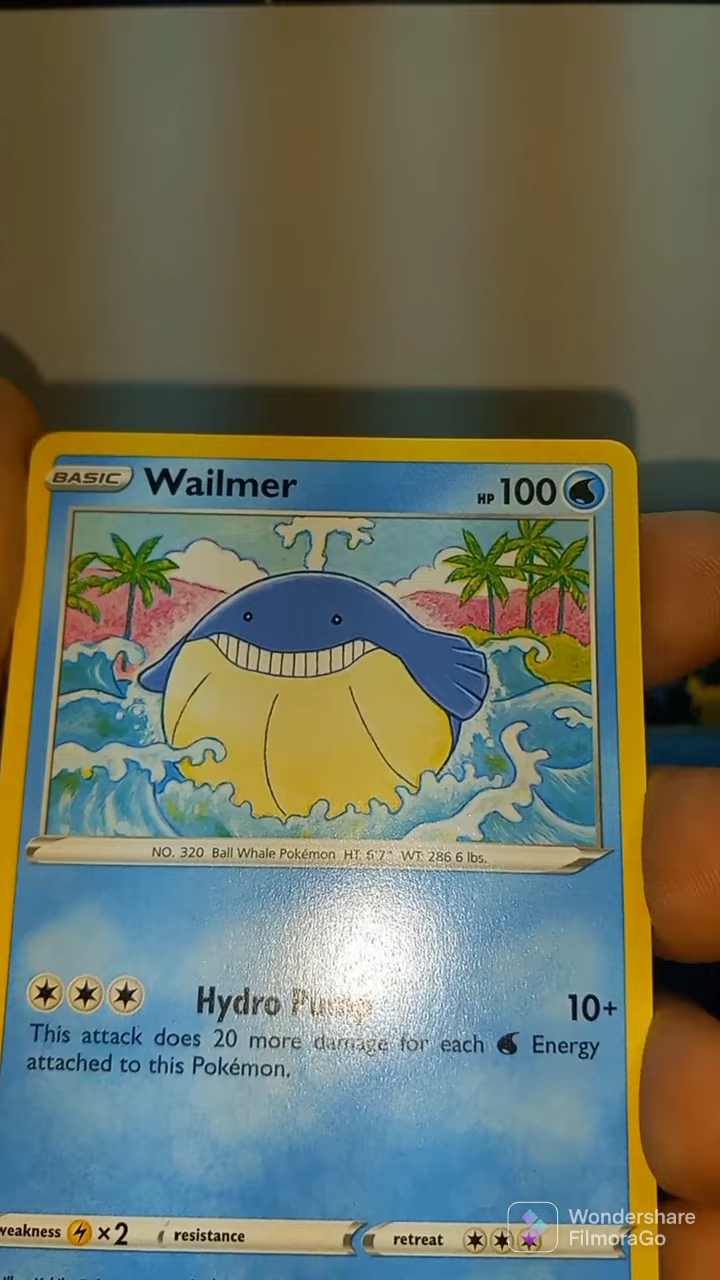 BASIC Wailmer HP 100
NO. 320 Ball Whale Pokémon HT: 6'7" WT: 286.6 lbs.
Hydro Pump 10+
This attack does 20 more damage for each Energy
attached to this Pokémon.
weakness ×2 resistance retreat
Wondershare
FilmoraGo